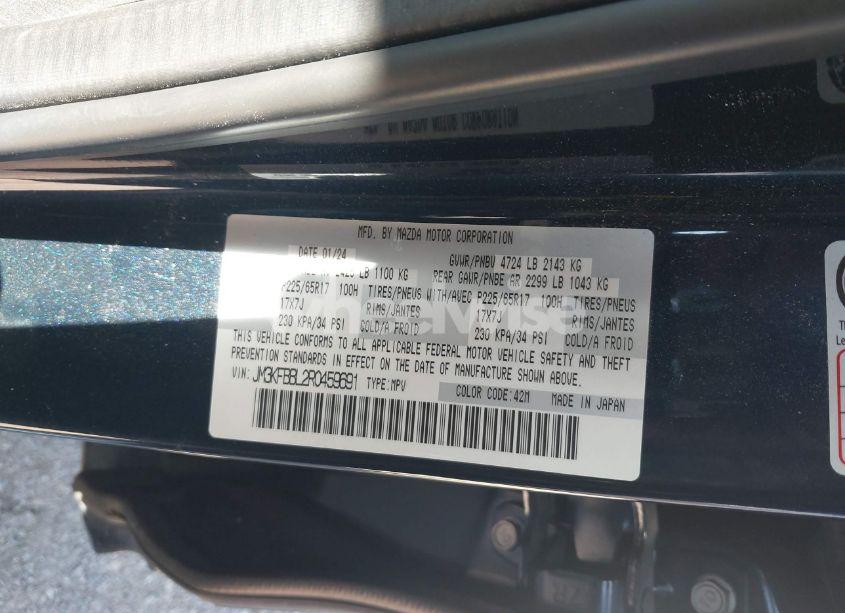 MFD. BY MAZDA MOTOR CORPORATION
DATE 01/24 GVWR/PNBV 4724 LB 2143 KG
LB 1100 KG REAR GAWR/PNBE AR 2299 LB 1043 KG
P225/65R17 100H TIRES/PNEUS WITH/AVEC P225/65R17 100H TIRES/PNEUS
17X7J RIMS/JANTES 17X7J RIMS/JANTES
230 KPA/34 PSI COLD/A FROID 230 KPA/34 PSI COLD/A FROID
THIS VEHICLE CONFORMS TO ALL APPLICABLE FEDERAL MOTOR VEHICLE SAFETY AND THEFT
PREVENTION STANDARDS IN EFFECT ON THE DATE OF MANUFACTURE SHOWN ABOVE.
VIN: JM3KFBBL2R0459691 TYPE:MPV COLOR CODE:42M MADE IN JAPAN